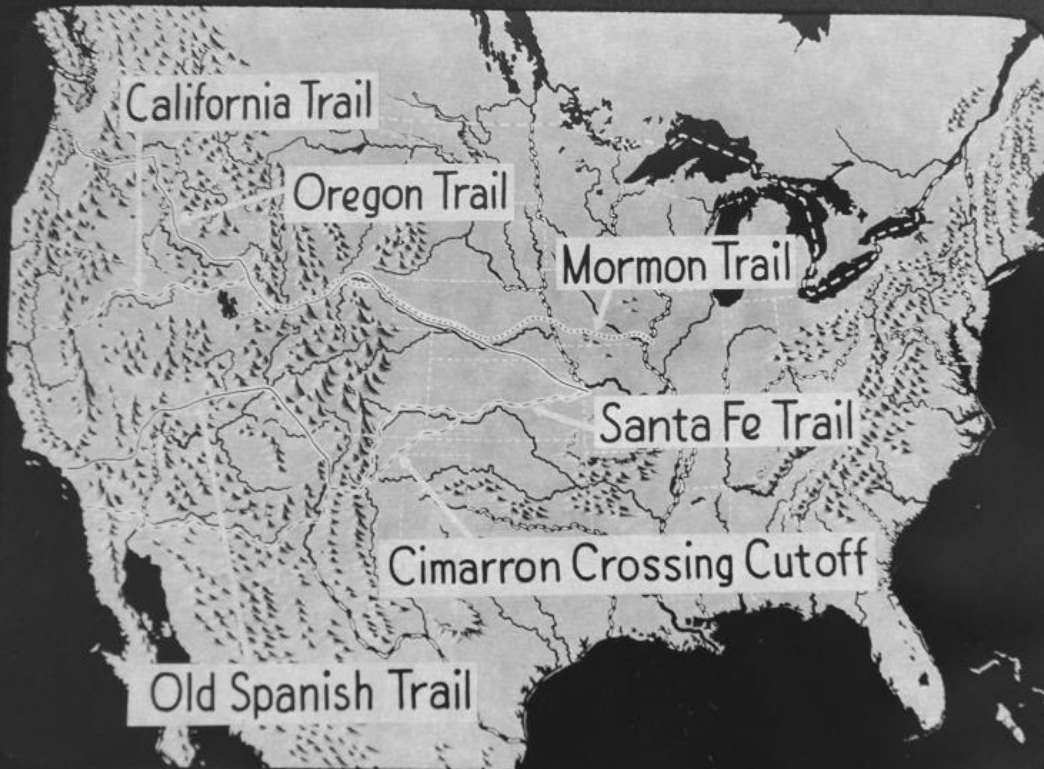 California Trail
Oregon Trail
Mormon Trail
Santa Fe Trail
Cimarron Crossing Cutoff
Old Spanish Trail